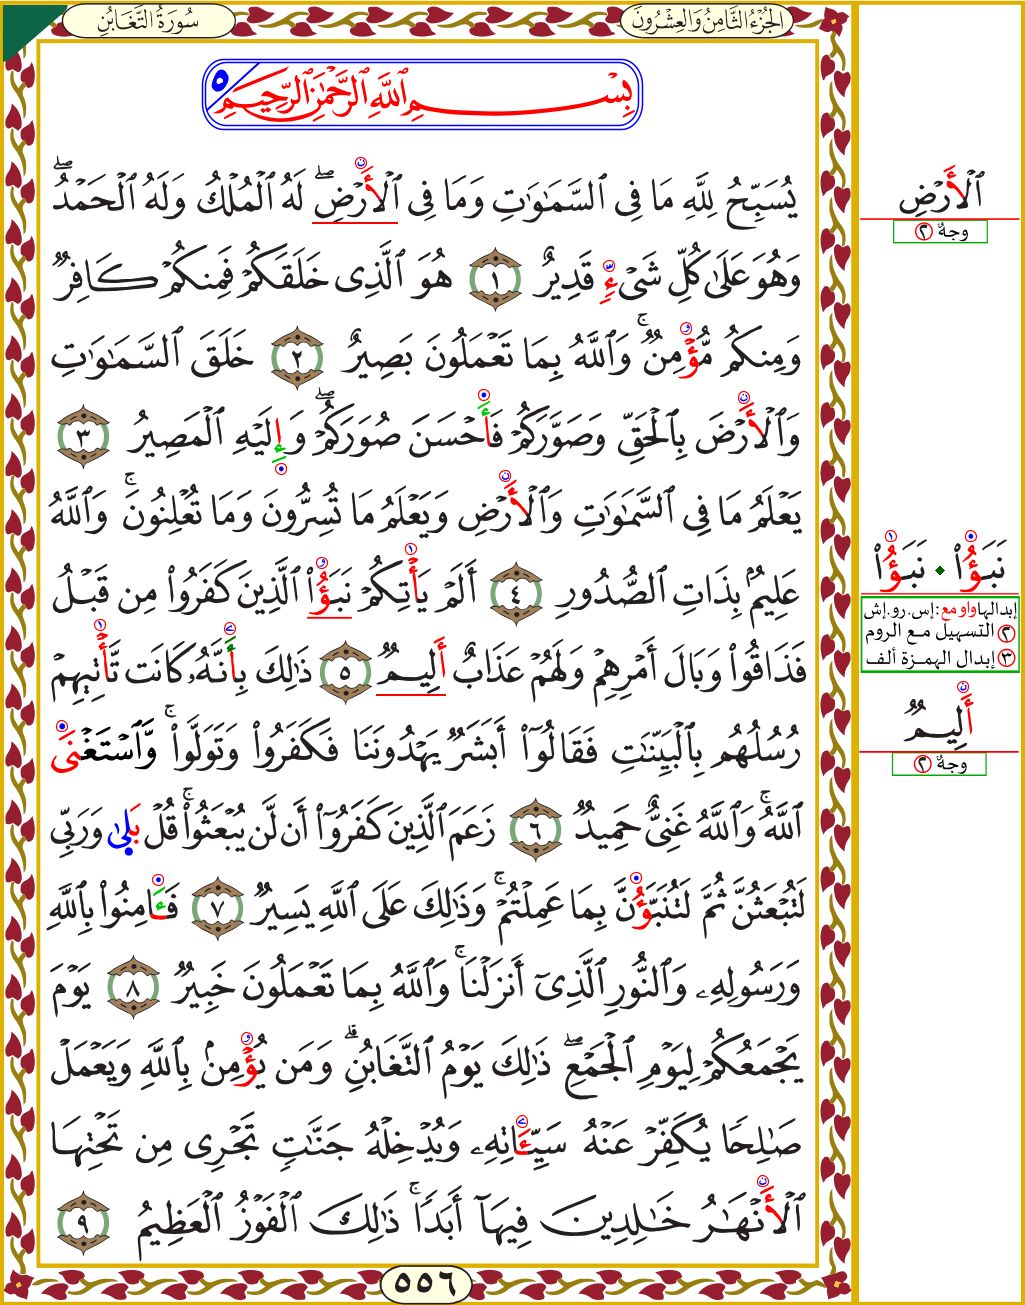 الجُزْءُ الثَّامِنُ وَالعِشْرُونَ
سُورَةُ التَّغَابُنِ
بِسْمِ ٱللَّهِ ٱلرَّحْمَٰنِ ٱلرَّحِيمِ ٥
يُسَبِّحُ لِلَّهِ مَا فِي ٱلسَّمَٰوَٰتِ وَمَا فِي ٱلْأَرْضِۖ لَهُ ٱلْمُلْكُ وَلَهُ ٱلْحَمْدُۖ
وَهُوَ عَلَىٰ كُلِّ شَيْءٍ قَدِيرٌ ١ هُوَ ٱلَّذِي خَلَقَكُمْ فَمِنكُمْ كَافِرٌ
وَمِنكُم مُّؤْمِنٌۚ وَٱللَّهُ بِمَا تَعْمَلُونَ بَصِيرٌ ٢ خَلَقَ ٱلسَّمَٰوَٰتِ
وَٱلْأَرْضَ بِٱلْحَقِّ وَصَوَّرَكُمْ فَأَحْسَنَ صُوَرَكُمْۖ وَإِلَيْهِ ٱلْمَصِيرُ ٣
يَعْلَمُ مَا فِي ٱلسَّمَٰوَٰتِ وَٱلْأَرْضِ وَيَعْلَمُ مَا تُسِرُّونَ وَمَا تُعْلِنُونَۚ وَٱللَّهُ
عَلِيمٌۢ بِذَاتِ ٱلصُّدُورِ ٤ أَلَمْ يَأْتِكُمْ نَبَؤُا۟ ٱلَّذِينَ كَفَرُوا۟ مِن قَبْلُ
فَذَاقُوا۟ وَبَالَ أَمْرِهِمْ وَلَهُمْ عَذَابٌ أَلِيمٌ ٥ ذَٰلِكَ بِأَنَّهُۥ كَانَت تَّأْتِيهِمْ
رُسُلُهُم بِٱلْبَيِّنَٰتِ فَقَالُوٓا۟ أَبَشَرٌ يَهْدُونَنَا فَكَفَرُوا۟ وَتَوَلَّوا۟ۚ وَّٱسْتَغْنَى
ٱللَّهُۚ وَٱللَّهُ غَنِيٌّ حَمِيدٌ ٦ زَعَمَ ٱلَّذِينَ كَفَرُوٓا۟ أَن لَّن يُبْعَثُوا۟ۚ قُلْ بَلَىٰ وَرَبِّي
لَتُبْعَثُنَّ ثُمَّ لَتُنَبَّؤُنَّ بِمَا عَمِلْتُمْۚ وَذَٰلِكَ عَلَى ٱللَّهِ يَسِيرٌ ٧ فَـَٔامِنُوا۟ بِٱللَّهِ
وَرَسُولِهِۦ وَٱلنُّورِ ٱلَّذِيٓ أَنزَلْنَاۚ وَٱللَّهُ بِمَا تَعْمَلُونَ خَبِيرٌ ٨ يَوْمَ
يَجْمَعُكُمْ لِيَوْمِ ٱلْجَمْعِۖ ذَٰلِكَ يَوْمُ ٱلتَّغَابُنِۗ وَمَن يُؤْمِنۢ بِٱللَّهِ وَيَعْمَلْ
صَٰلِحًا يُكَفِّرْ عَنْهُ سَيِّـَٔاتِهِۦ وَيُدْخِلْهُ جَنَّٰتٍ تَجْرِي مِن تَحْتِهَا
ٱلْأَنْهَٰرُ خَٰلِدِينَ فِيهَآ أَبَدًاۚ ذَٰلِكَ ٱلْفَوْزُ ٱلْعَظِيمُ ٩
٥٥٦
ٱلْأَرْضِ
وجهٌ ٢
نَبَؤُا۟ • نَبَؤُا۟
إبدالها واو مع : إس. رو. إش
٢ التسهيل مع الروم
٣ إبدال الهمزة ألف
أَلِيمٌ
وجهٌ ٢